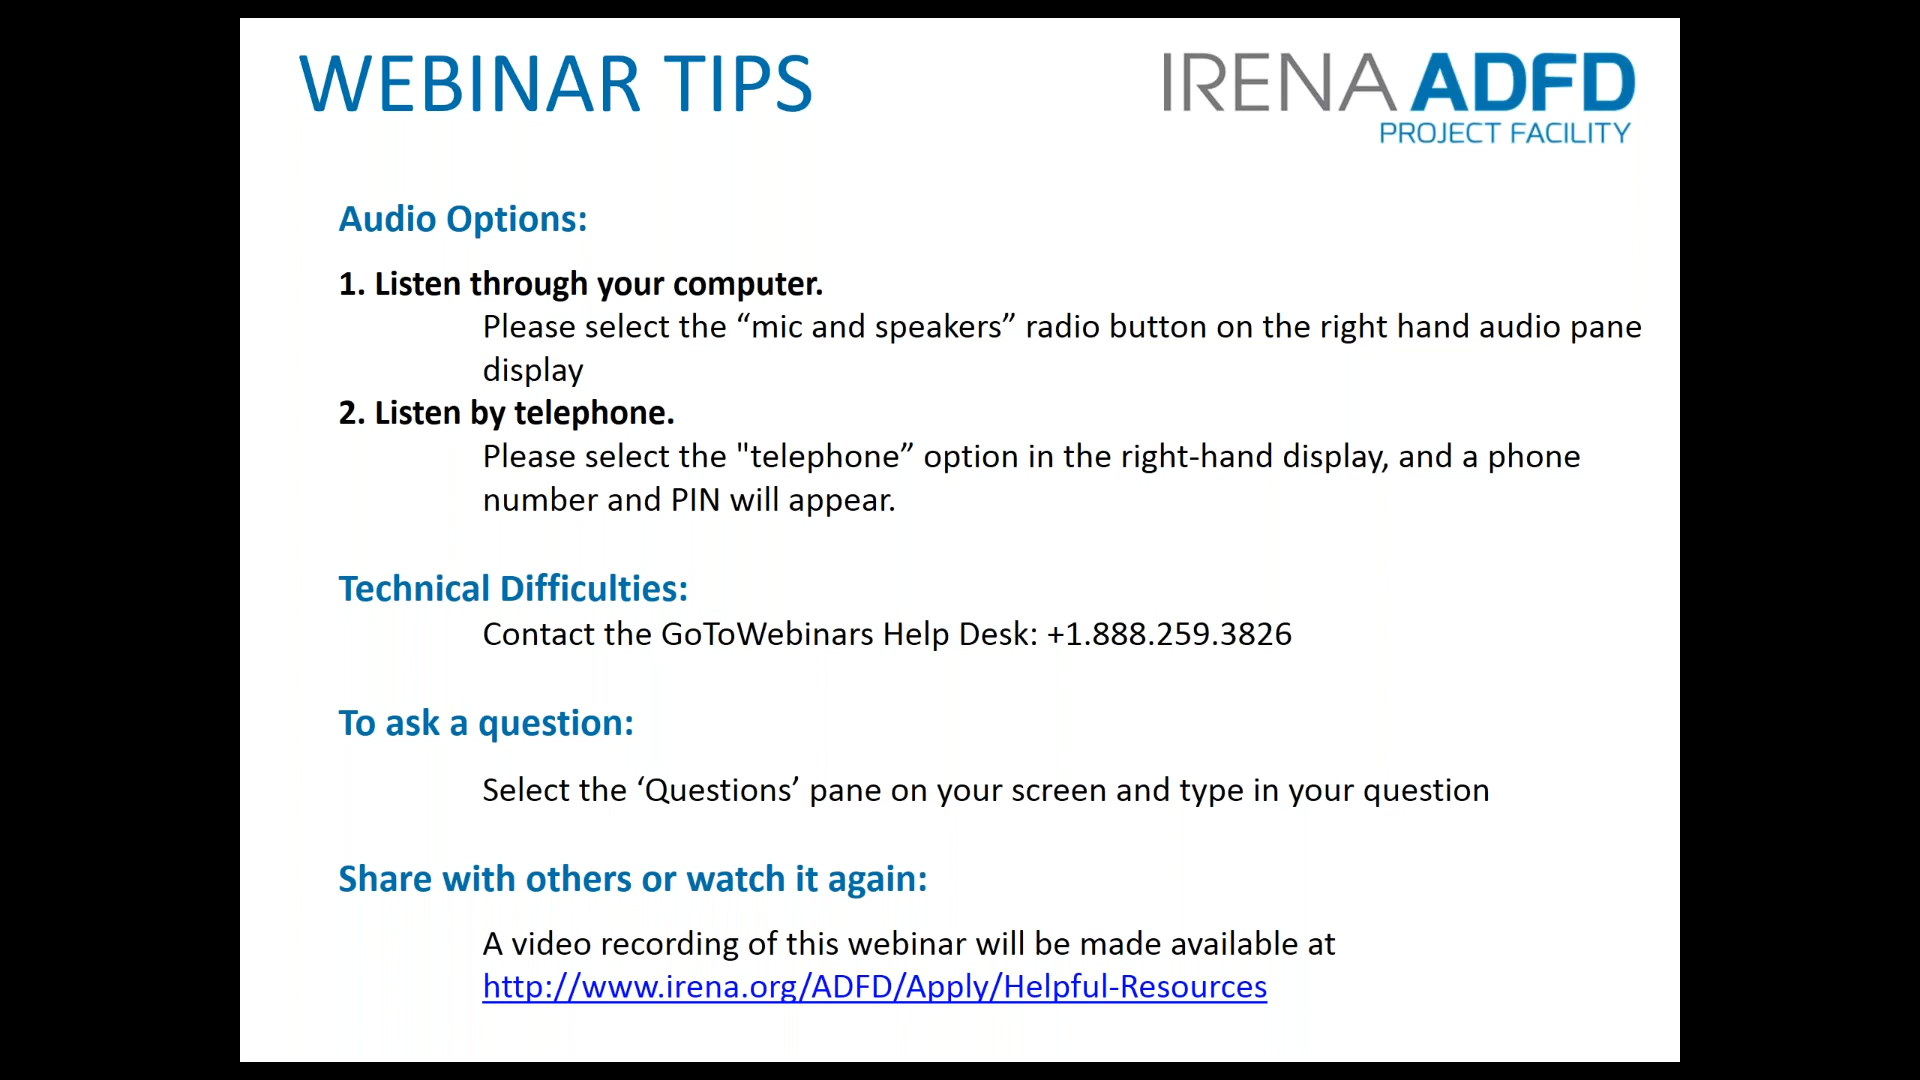 WEBINAR TIPS
IRENA ADFD
PROJECT FACILITY
Audio Options:
1. Listen through your computer.
Please select the “mic and speakers” radio button on the right hand audio pane
display
2. Listen by telephone.
Please select the "telephone” option in the right-hand display, and a phone
number and PIN will appear.
Technical Difficulties:
Contact the GoToWebinars Help Desk: +1.888.259.3826
To ask a question:
Select the ‘Questions’ pane on your screen and type in your question
Share with others or watch it again:
A video recording of this webinar will be made available at
http://www.irena.org/ADFD/Apply/Helpful-Resources